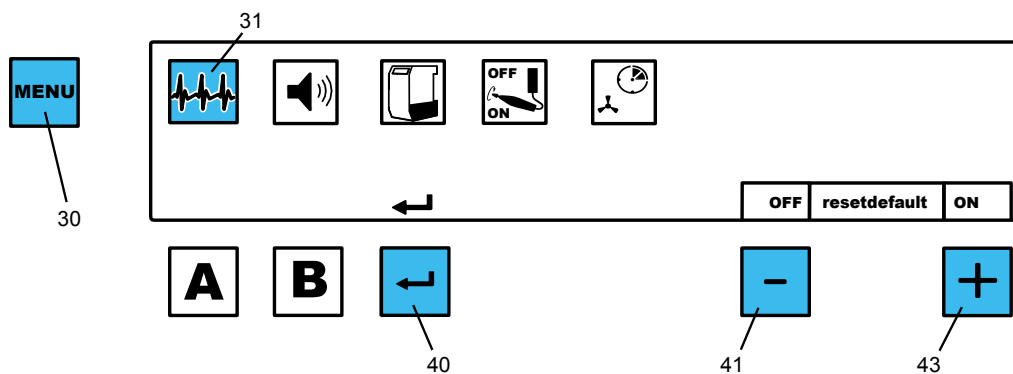 31
MENU
OFF
ON
30
OFF resetdefault ON
A B - +
40 41 43